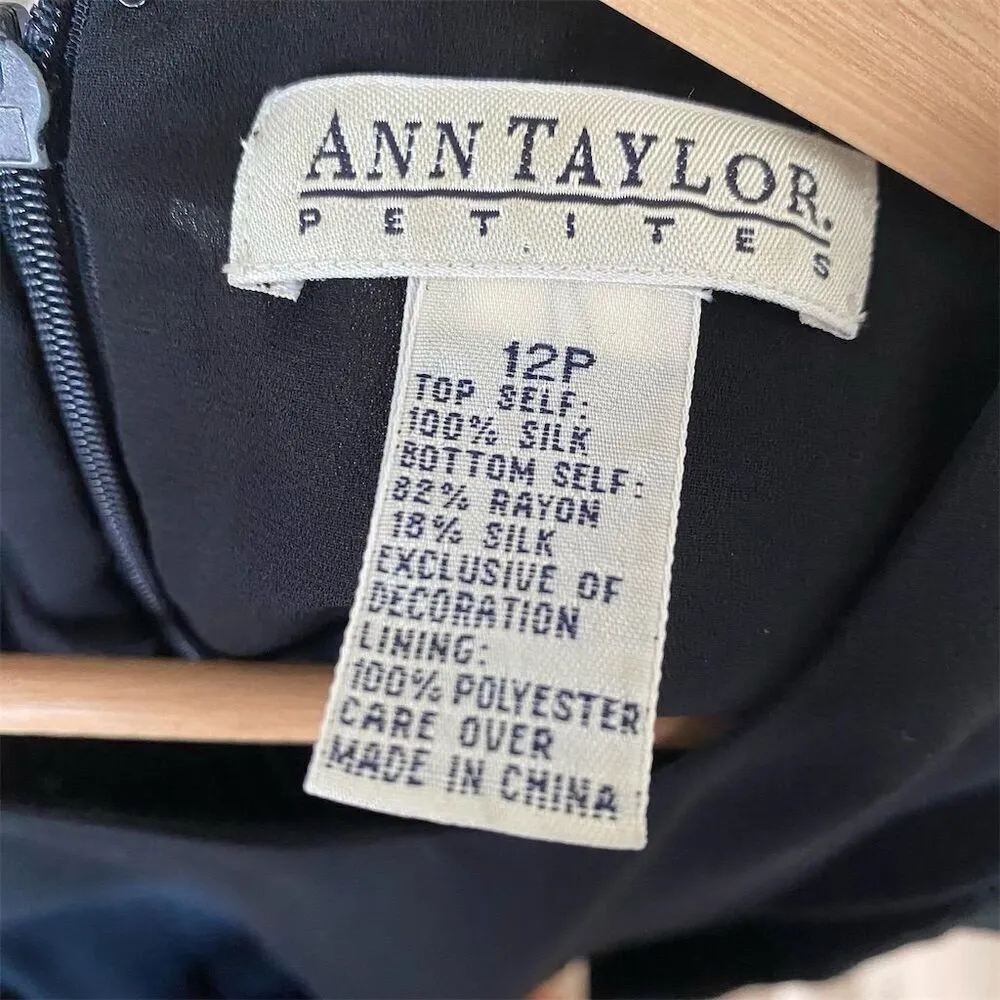 ANN TAYLOR.
PETITES
12P
TOP SELF:
100% SILK
BOTTOM SELF:
82% RAYON
18% SILK
EXCLUSIVE OF
DECORATION
LINING:
100% POLYESTER
CARE OVER
MADE IN CHINA